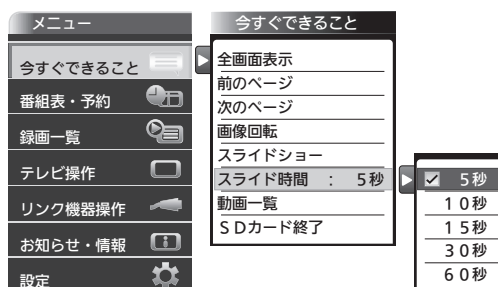 メニュー
今すぐできること
番組表・予約
録画一覧
テレビ操作
リンク機器操作
お知らせ・情報
設定
今すぐできること
全画面表示
前のページ
次のページ
画像回転
スライドショー
スライド時間 : 5秒
動画一覧
SDカード終了
5秒
10秒
15秒
30秒
60秒